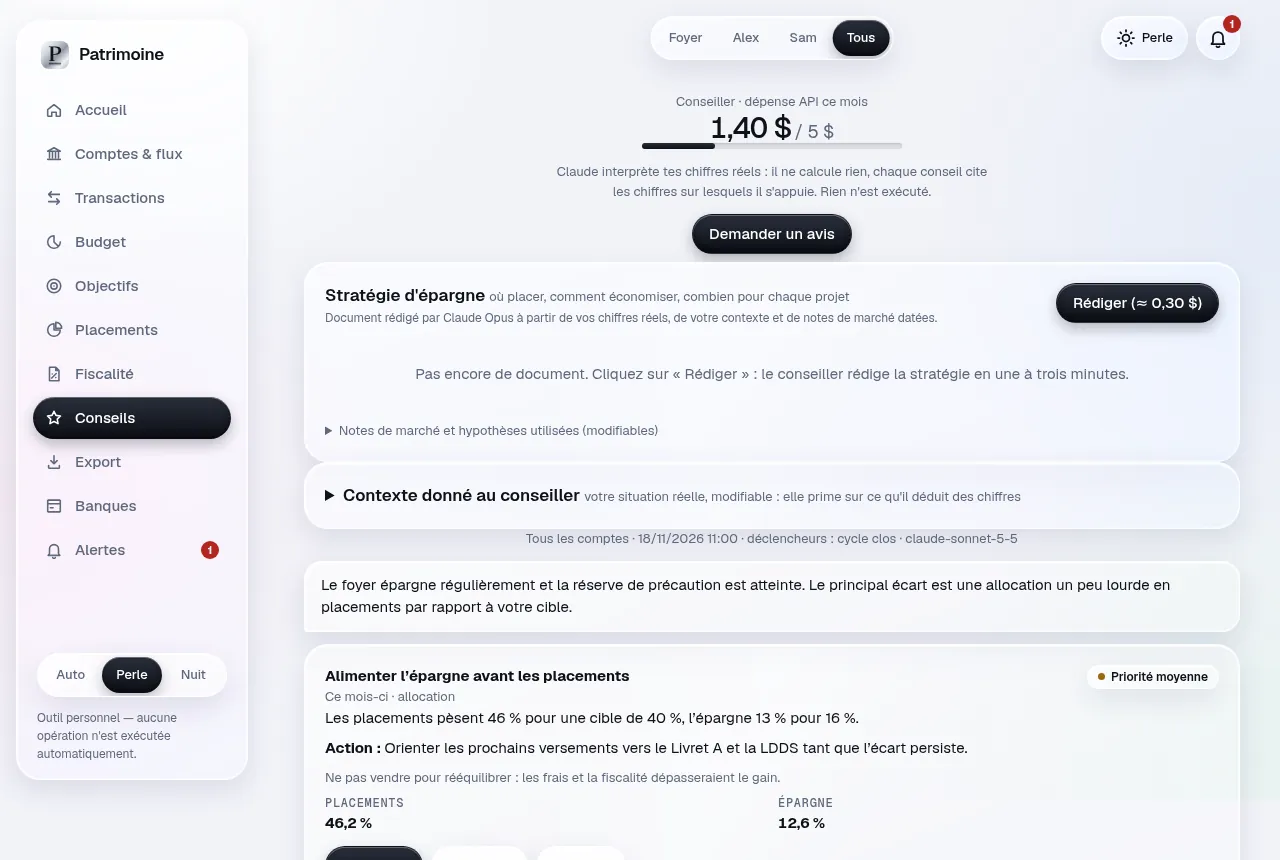 Patrimoine
Accueil
Comptes & flux
Transactions
Budget
Objectifs
Placements
Fiscalité
Conseils
Export
Banques
Alertes 1
Auto Perle Nuit
Outil personnel — aucune
opération n'est exécutée
automatiquement.
Foyer Alex Sam Tous
Perle 1
Conseiller · dépense API ce mois
1,40 $ / 5 $
Claude interprète tes chiffres réels : il ne calcule rien, chaque conseil cite
les chiffres sur lesquels il s'appuie. Rien n'est exécuté.
Demander un avis
Stratégie d'épargne où placer, comment économiser, combien pour chaque projet
Document rédigé par Claude Opus à partir de vos chiffres réels, de votre contexte et de notes de marché datées.
Rédiger (≈ 0,30 $)
Pas encore de document. Cliquez sur « Rédiger » : le conseiller rédige la stratégie en une à trois minutes.
Notes de marché et hypothèses utilisées (modifiables)
Contexte donné au conseiller votre situation réelle, modifiable : elle prime sur ce qu'il déduit des chiffres
Tous les comptes · 18/11/2026 11:00 · déclencheurs : cycle clos · claude-sonnet-5-5
Le foyer épargne régulièrement et la réserve de précaution est atteinte. Le principal écart est une allocation un peu lourde en
placements par rapport à votre cible.
Alimenter l’épargne avant les placements
Priorité moyenne
Ce mois-ci · allocation
Les placements pèsent 46 % pour une cible de 40 %, l’épargne 13 % pour 16 %.
Action : Orienter les prochains versements vers le Livret A et la LDDS tant que l’écart persiste.
Ne pas vendre pour rééquilibrer : les frais et la fiscalité dépasseraient le gain.
PLACEMENTS ÉPARGNE
46,2 % 12,6 %